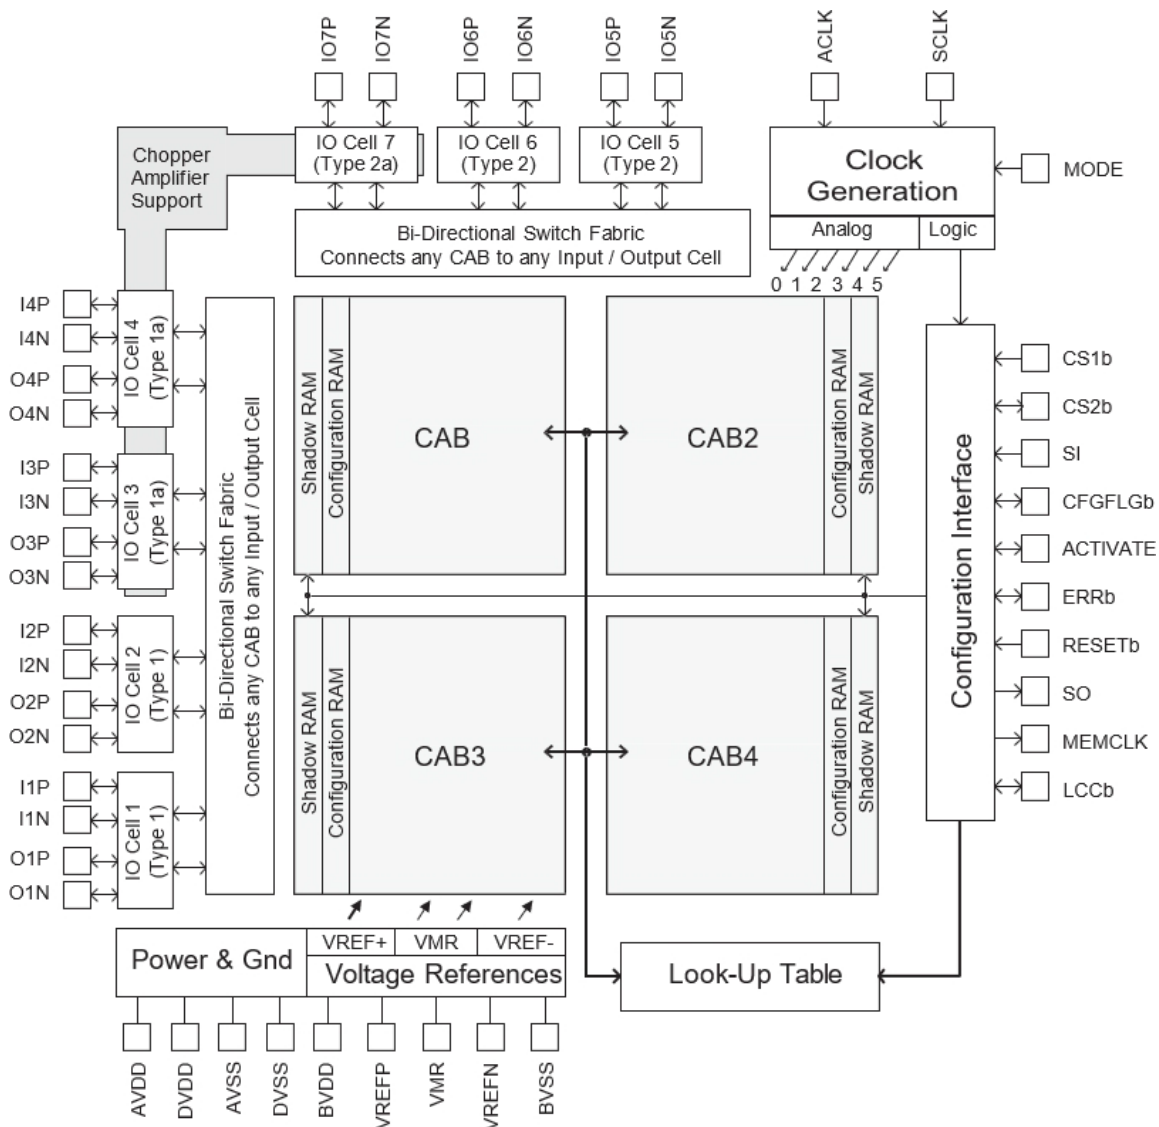 IO7P
IO7N
IO6P
IO6N
IO5P
IO5N
ACLK
SCLK
Chopper
Amplifier
Support
IO Cell 7
(Type 2a)
IO Cell 6
(Type 2)
IO Cell 5
(Type 2)
Clock
Generation
MODE
Analog
Logic
Bi-Directional Switch Fabric
Connects any CAB to any Input / Output Cell
0 1 2 3 4 5
I4P
I4N
O4P
O4N
IO Cell 4
(Type 1a)
I3P
I3N
O3P
O3N
IO Cell 3
(Type 1a)
I2P
I2N
O2P
O2N
IO Cell 2
(Type 1)
I1P
I1N
O1P
O1N
IO Cell 1
(Type 1)
Bi-Directional Switch Fabric
Connects any CAB to any Input / Output Cell
Shadow RAM
Configuration RAM
CAB
CAB2
Configuration RAM
Shadow RAM
Shadow RAM
Configuration RAM
CAB3
CAB4
Configuration RAM
Shadow RAM
Configuration Interface
CS1b
CS2b
SI
CFGFLGb
ACTIVATE
ERRb
RESETb
SO
MEMCLK
LCCb
Power & Gnd
VREF+
VMR
VREF-
Voltage References
Look-Up Table
AVDD
DVDD
AVSS
DVSS
BVDD
VREFP
VMR
VREFN
BVSS